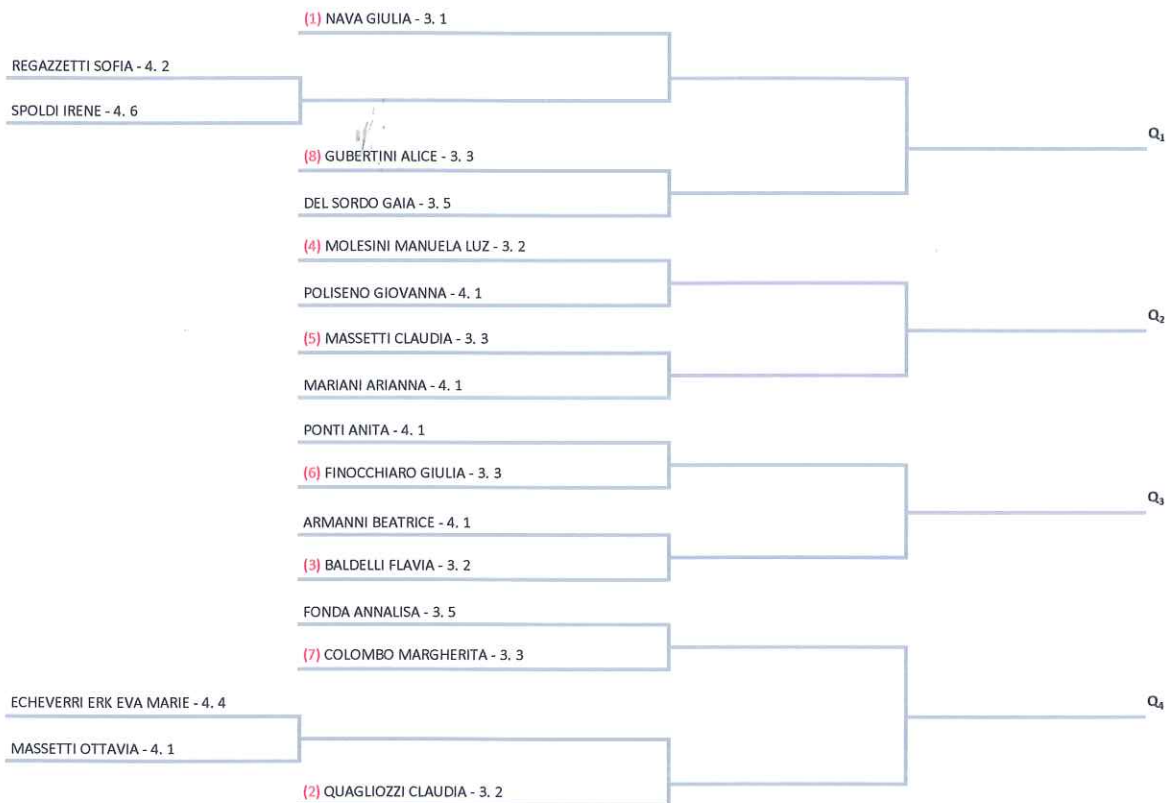 (1) NAVA GIULIA - 3. 1
REGAZZETTI SOFIA - 4. 2
SPOLDI IRENE - 4. 6
(8) GUBERTINI ALICE - 3. 3
DEL SORDO GAIA - 3. 5
Q1
(4) MOLESINI MANUELA LUZ - 3. 2
POLISENO GIOVANNA - 4. 1
(5) MASSETTI CLAUDIA - 3. 3
MARIANI ARIANNA - 4. 1
Q2
PONTI ANITA - 4. 1
(6) FINOCCHIARO GIULIA - 3. 3
ARMANNI BEATRICE - 4. 1
(3) BALDELLI FLAVIA - 3. 2
Q3
FONDA ANNALISA - 3. 5
(7) COLOMBO MARGHERITA - 3. 3
ECHEVERRI ERK EVA MARIE - 4. 4
MASSETTI OTTAVIA - 4. 1
(2) QUAGLIOZZI CLAUDIA - 3. 2
Q4